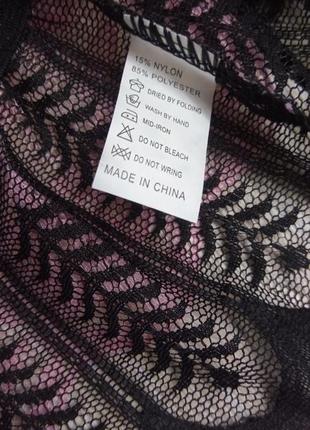 15% NYLON
85% POLYESTER
DRIED BY FOLDING
WASH BY HAND
MID-IRON
DO NOT BLEACH
DO NOT WRING
MADE IN CHINA